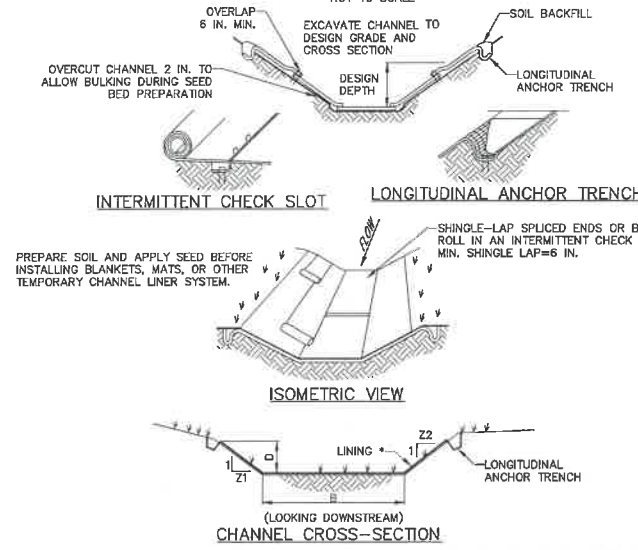 OVERLAP
6 IN. MIN.
EXCAVATE CHANNEL TO
DESIGN GRADE AND
CROSS SECTION
SOIL BACKFILL
OVERCUT CHANNEL 2 IN. TO
ALLOW BULKING DURING SEED
BED PREPARATION
DESIGN
DEPTH
LONGITUDINAL
ANCHOR TRENCH
INTERMITTENT CHECK SLOT
LONGITUDINAL ANCHOR TRENCH
FLOW
SHINGLE-LAP SPLICED ENDS OR B
ROLL IN AN INTERMITTENT CHECK
MIN. SHINGLE LAP=6 IN.
PREPARE SOIL AND APPLY SEED BEFORE
INSTALLING BLANKETS, MATS, OR OTHER
TEMPORARY CHANNEL LINER SYSTEM.
ISOMETRIC VIEW
1
Z1
D
LINING *
1
Z2
LONGITUDINAL
ANCHOR TRENCH
B
(LOOKING DOWNSTREAM)
CHANNEL CROSS-SECTION